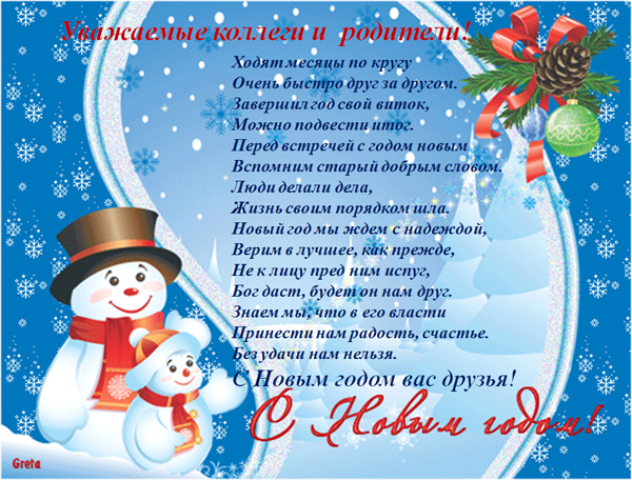 Уважаемые коллеги и родители!
Ходят месяцы по кругу
Очень быстро друг за другом.
Завершил год свой виток,
Можно подвести итог.
Перед встречей с годом новым
Вспомним старый добрым словом.
Люди делали дела,
Жизнь своим порядком шла.
Новый год мы ждем с надеждой,
Верим в лучшее, как прежде,
Не к лицу пред ним испуг,
Бог даст, будет он нам друг.
Знаем мы, что в его власти
Принести нам радость, счастье.
Без удачи нам нельзя.
С Новым годом вас друзья!
С Новым годом!
Greta